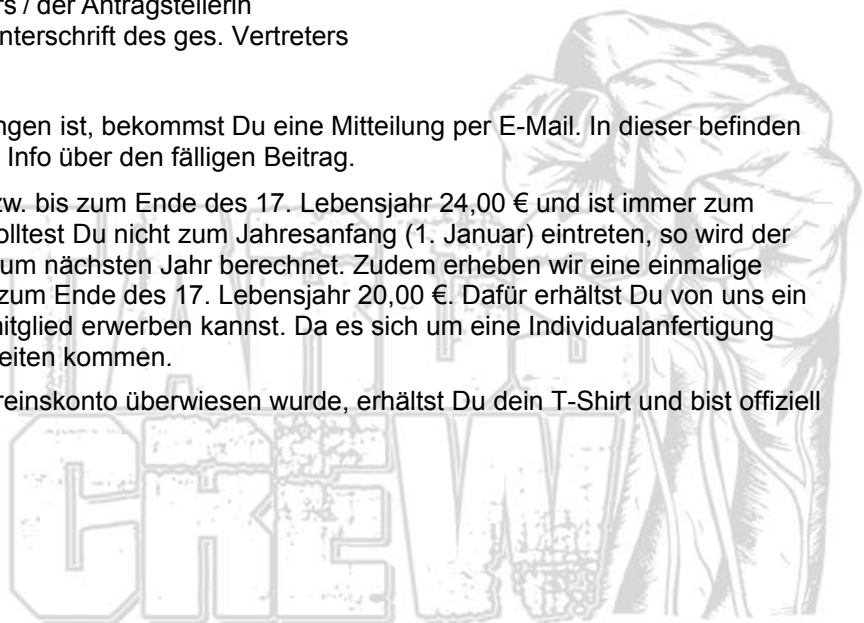 rs / der Antragstellerin
nterschrift des ges. Vertreters
ngen ist, bekommst Du eine Mitteilung per E-Mail. In dieser befinden
Info über den fälligen Beitrag.
zw. bis zum Ende des 17. Lebensjahr 24,00 € und ist immer zum
olltest Du nicht zum Jahresanfang (1. Januar) eintreten, so wird der
um nächsten Jahr berechnet. Zudem erheben wir eine einmalige
zum Ende des 17. Lebensjahr 20,00 €. Dafür erhältst Du von uns ein
nitglied erwerben kannst. Da es sich um eine Individualanfertigung
eiten kommen.
reinskonto überwiesen wurde, erhältst Du dein T-Shirt und bist offiziell
CREW